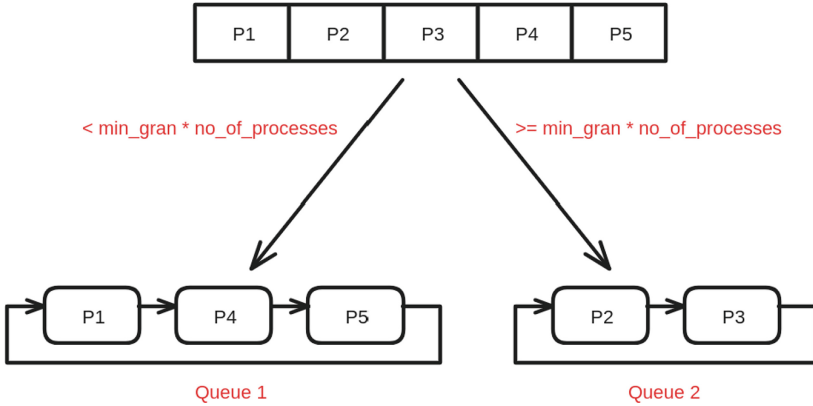 P1 P2 P3 P4 P5
< min_gran * no_of_processes
>= min_gran * no_of_processes
P1 P4 P5
P2 P3
Queue 1
Queue 2